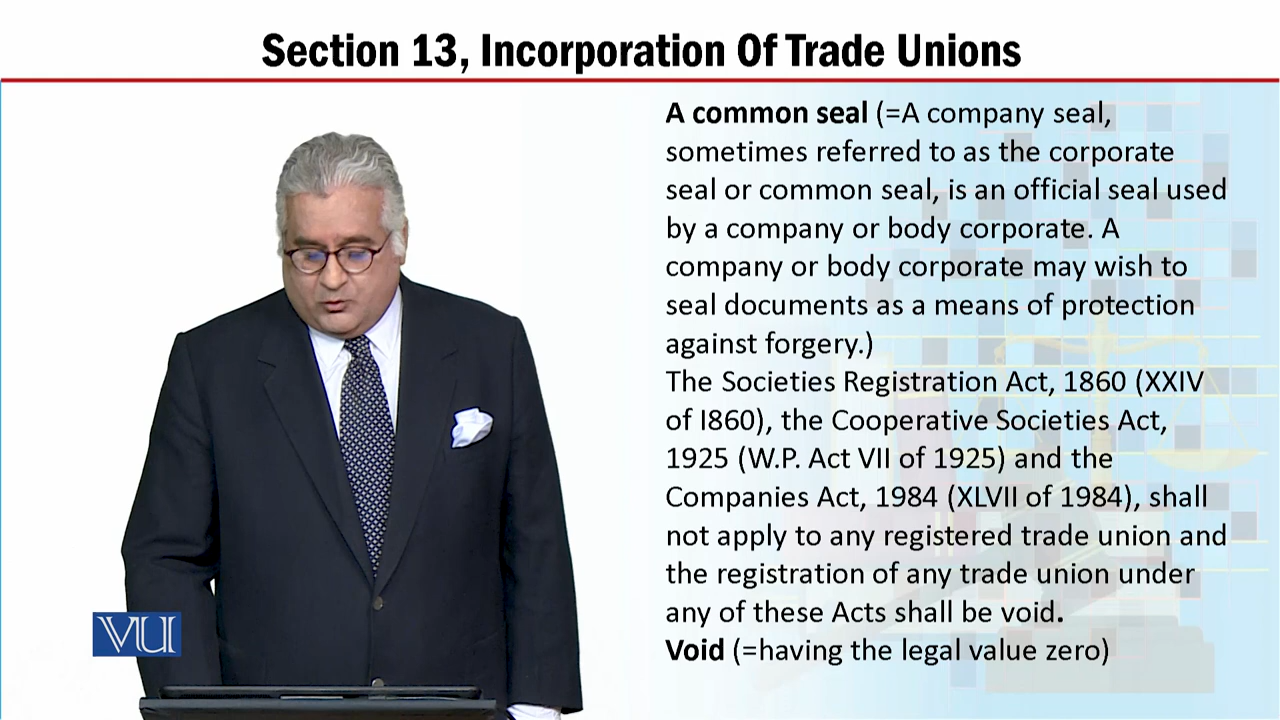 Section 13, Incorporation Of Trade Unions
A common seal (=A company seal,
sometimes referred to as the corporate
seal or common seal, is an official seal used
by a company or body corporate. A
company or body corporate may wish to
seal documents as a means of protection
against forgery.)
The Societies Registration Act, 1860 (XXIV
of I860), the Cooperative Societies Act,
1925 (W.P. Act VII of 1925) and the
Companies Act, 1984 (XLVII of 1984), shall
not apply to any registered trade union and
the registration of any trade union under
any of these Acts shall be void.
Void (=having the legal value zero)
VU